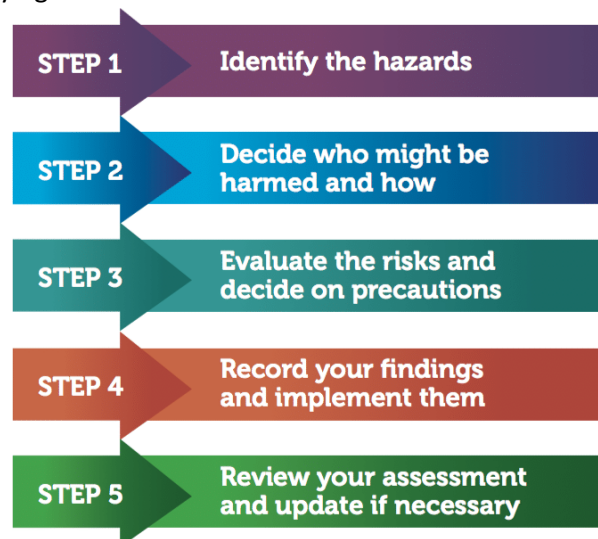 STEP 1
Identify the hazards
STEP 2
Decide who might be
harmed and how
STEP 3
Evaluate the risks and
decide on precautions
STEP 4
Record your findings
and implement them
STEP 5
Review your assessment
and update if necessary